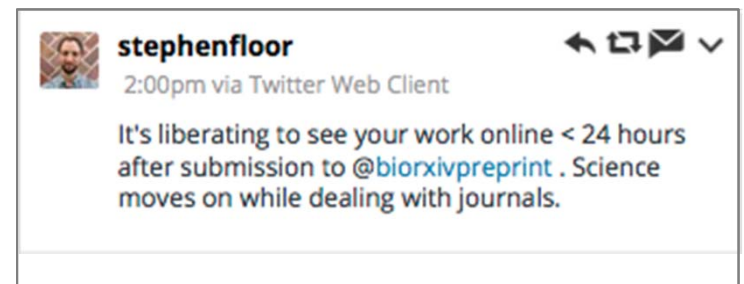 stephenfloor
2:00pm via Twitter Web Client
It's liberating to see your work online < 24 hours
after submission to @biorxivpreprint . Science
moves on while dealing with journals.